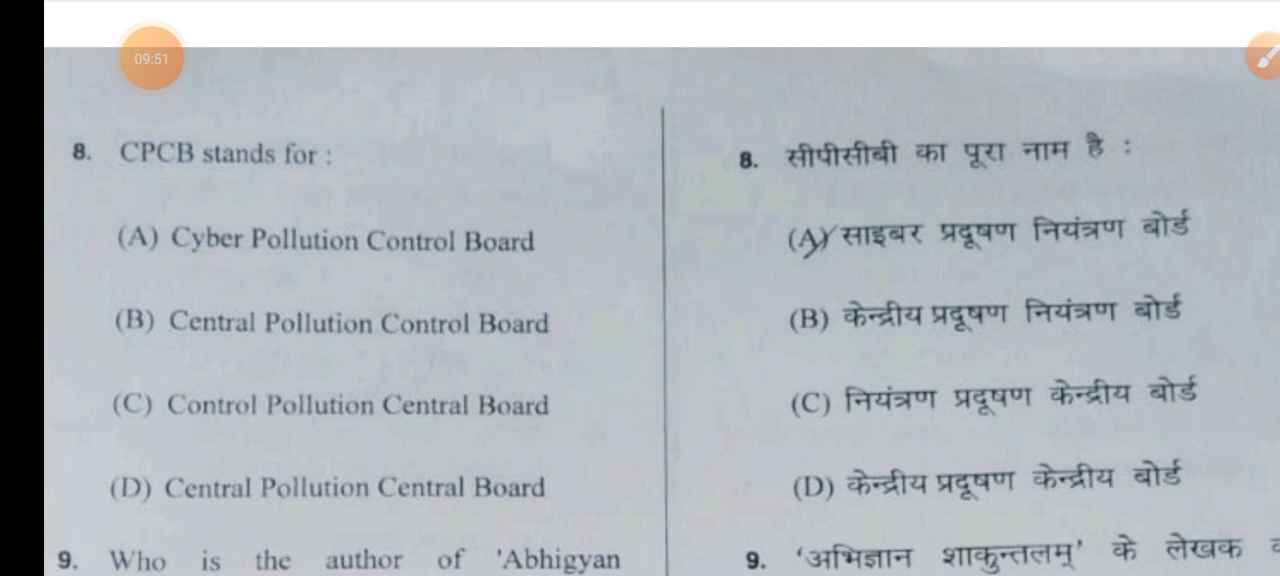 09:51
8. CPCB stands for :
(A) Cyber Pollution Control Board
(B) Central Pollution Control Board
(C) Control Pollution Central Board
(D) Central Pollution Central Board
9. Who is the author of 'Abhigyan
8. सीपीसीबी का पूरा नाम है :
(A) साइबर प्रदूषण नियंत्रण बोर्ड
(B) केन्द्रीय प्रदूषण नियंत्रण बोर्ड
(C) नियंत्रण प्रदूषण केन्द्रीय बोर्ड
(D) केन्द्रीय प्रदूषण केन्द्रीय बोर्ड
9. ‘अभिज्ञान शाकुन्तलम्’ के लेखक